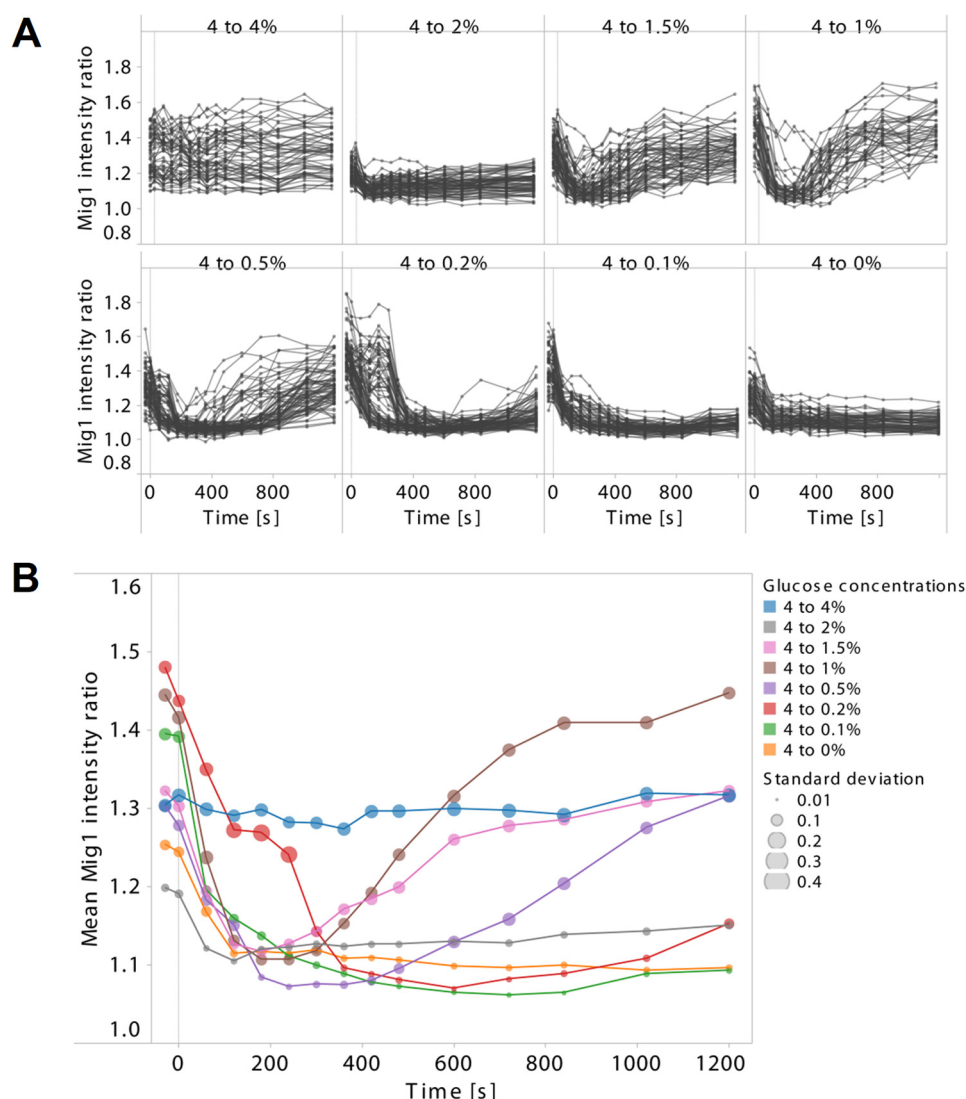 A
4 to 4% 4 to 2% 4 to 1.5% 4 to 1%
Mig1 intensity ratio
1.8
1.6
1.4
1.2
1.0
0.8
4 to 0.5% 4 to 0.2% 4 to 0.1% 4 to 0%
Mig1 intensity ratio
1.8
1.6
1.4
1.2
1.0
0.8
0 400 800 0 400 800 0 400 800 0 400 800
Time [s] Time [s] Time [s] Time [s]
B
Mean Mig1 intensity ratio
1.6
1.5
1.4
1.3
1.2
1.1
1.0
0 200 400 600 800 1000 1200
Time [s]
Glucose concentrations
4 to 4%
4 to 2%
4 to 1.5%
4 to 1%
4 to 0.5%
4 to 0.2%
4 to 0.1%
4 to 0%
Standard deviation
0.01
0.1
0.2
0.3
0.4